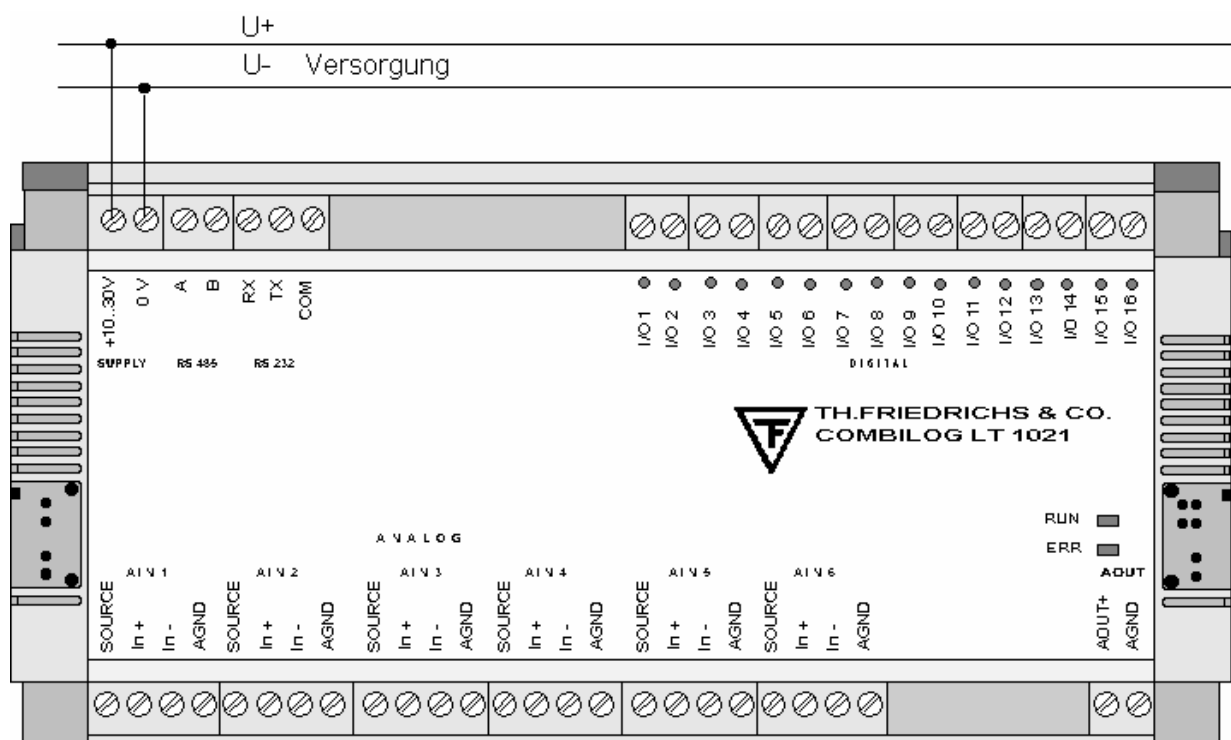 U+
U- Versorgung
+10..30V 0 V A B RX TX COM
I/O 1 I/O 2 I/O 3 I/O 4 I/O 5 I/O 6 I/O 7 I/O 8 I/O 9 I/O 10 I/O 11 I/O 12 I/O 13 I/O 14 I/O 15 I/O 16
SUPPLY RS 485 RS 232 DIGITAL
TF
TH.FRIEDRICHS & CO.
COMBILOG LT 1021
RUN
ERR
ANALOG
AIN 1 AIN 2 AIN 3 AIN 4 AIN 5 AIN 6 AOUT
SOURCE In + In - AGND SOURCE In + In - AGND SOURCE In + In - AGND SOURCE In + In - AGND SOURCE In + In - AGND SOURCE In + In - AGND AOUT+ AGND